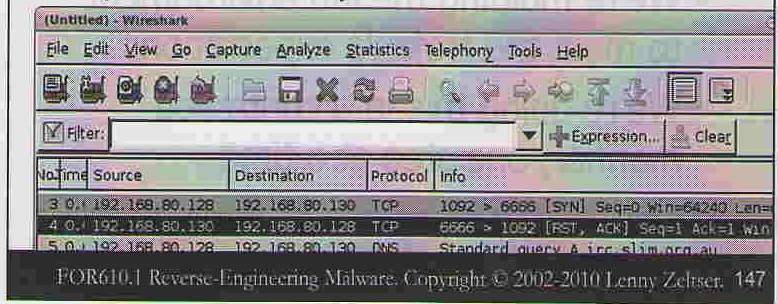 (Untitled) - Wireshark
File Edit View Go Capture Analyze Statistics Telephony Tools Help
Filter: Expression... Clear
No. Time Source Destination Protocol Info
3 0.( 192.168.80.128 192.168.80.130 TCP 1092 > 6666 [SYN] Seq=0 Win=64240 Len=
4 0.( 192.168.80.130 192.168.80.128 TCP 6666 > 1092 [RST, ACK] Seq=1 Ack=1 Win
5 0.( 192.168.80.128 192.168.80.130 DNS Standard query A irc.slim.org.au
FOR610.1 Reverse-Engineering Malware. Copyright © 2002-2010 Lenny Zeltser. 147